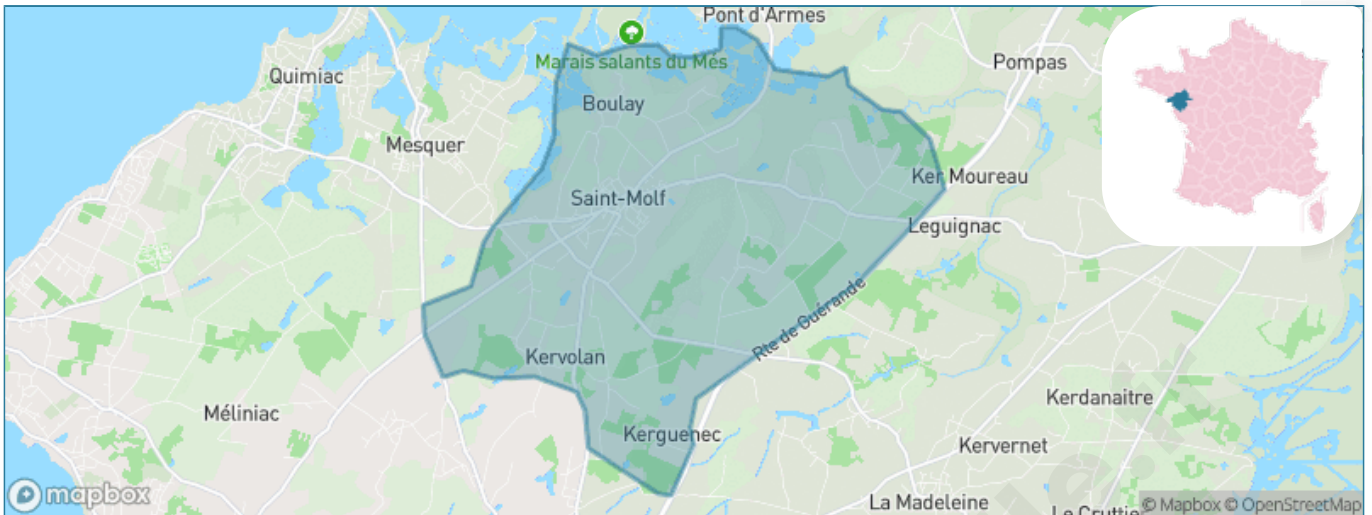 Pont d'Armes
Marais salants du Més
Quimiac
Pompas
Boulay
Mesquer
Ker Moureau
Saint-Molf
Leguignac
Rte de Guérande
Kervolan
Kerdanaitre
Méliniac
Kerguenec
Kervernet
mapbox
La Madeleine
© Mapbox © OpenStreetMap